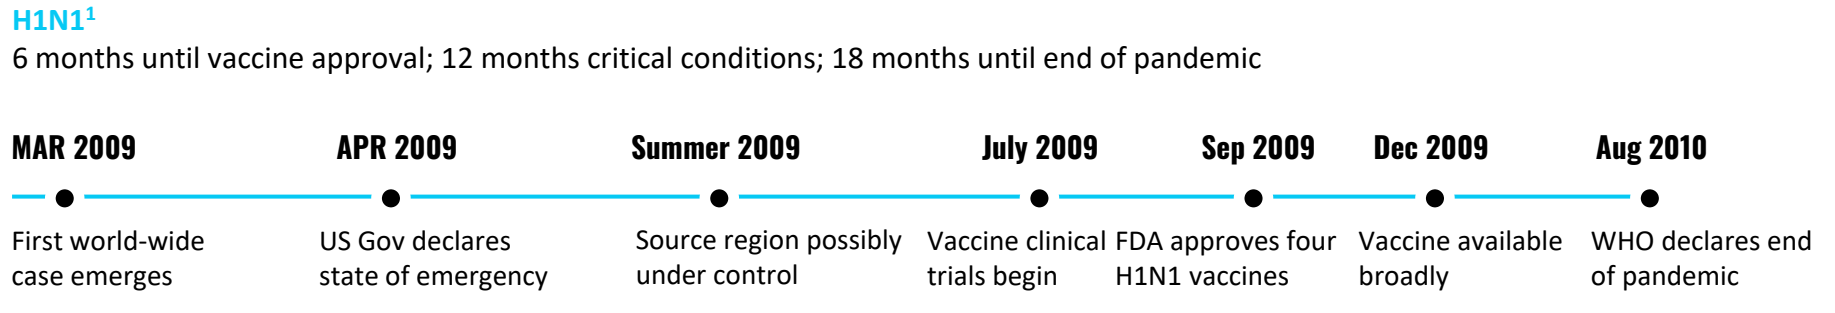 H1N1¹
6 months until vaccine approval; 12 months critical conditions; 18 months until end of pandemic
MAR 2009 APR 2009 Summer 2009 July 2009 Sep 2009 Dec 2009 Aug 2010
First world-wide US Gov declares Source region possibly Vaccine clinical FDA approves four Vaccine available WHO declares end
case emerges state of emergency under control trials begin H1N1 vaccines broadly of pandemic